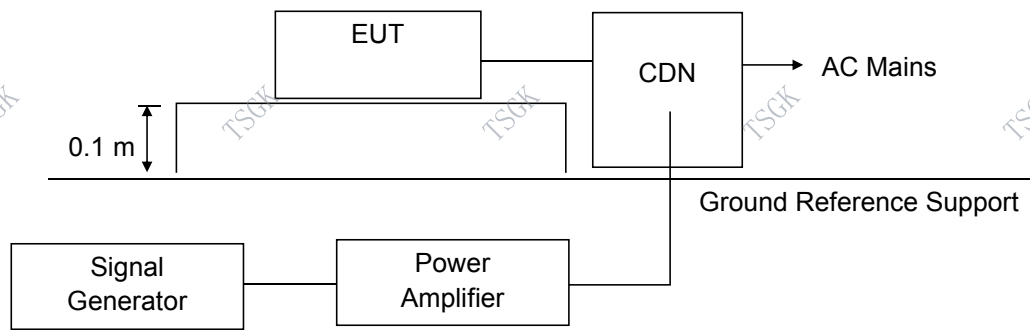 EUT
CDN
AC Mains
0.1 m
TSGK
TSGK
TSGK
TSGK
TSGK
Ground Reference Support
Signal
Generator
Power
Amplifier